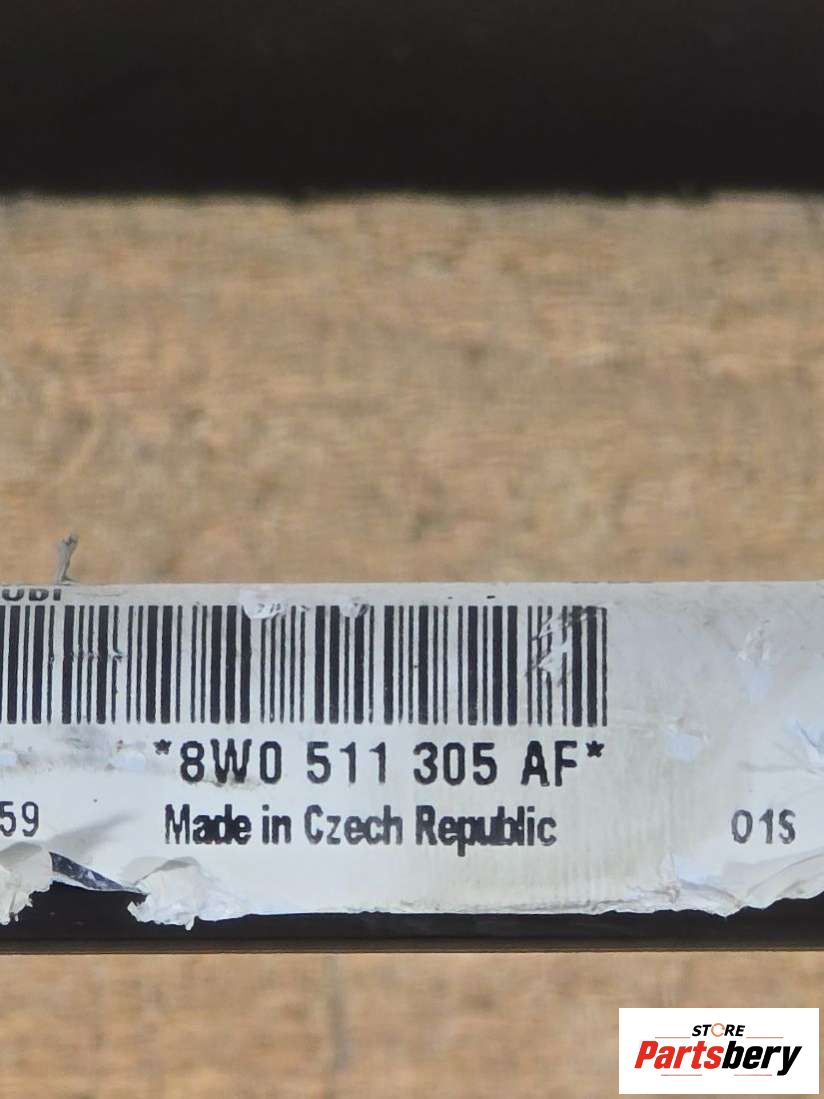 *8W0 511 305 AF*
59
Made in Czech Republic
01S
STORE
Partsbery